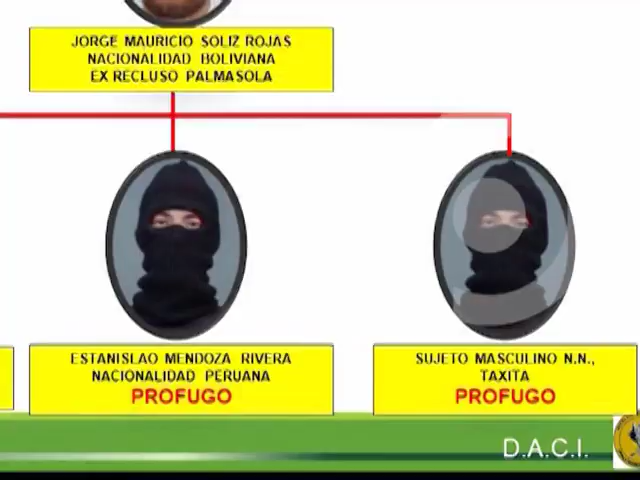 JORGE MAURICIO SOLIZ ROJAS
NACIONALIDAD BOLIVIANA
EX RECLUSO PALMASOLA
ESTANISLAO MENDOZA RIVERA
NACIONALIDAD PERUANA
PROFUGO
SUJETO MASCULINO N.N.,
TAXITA
PROFUGO
D.A.C.I.